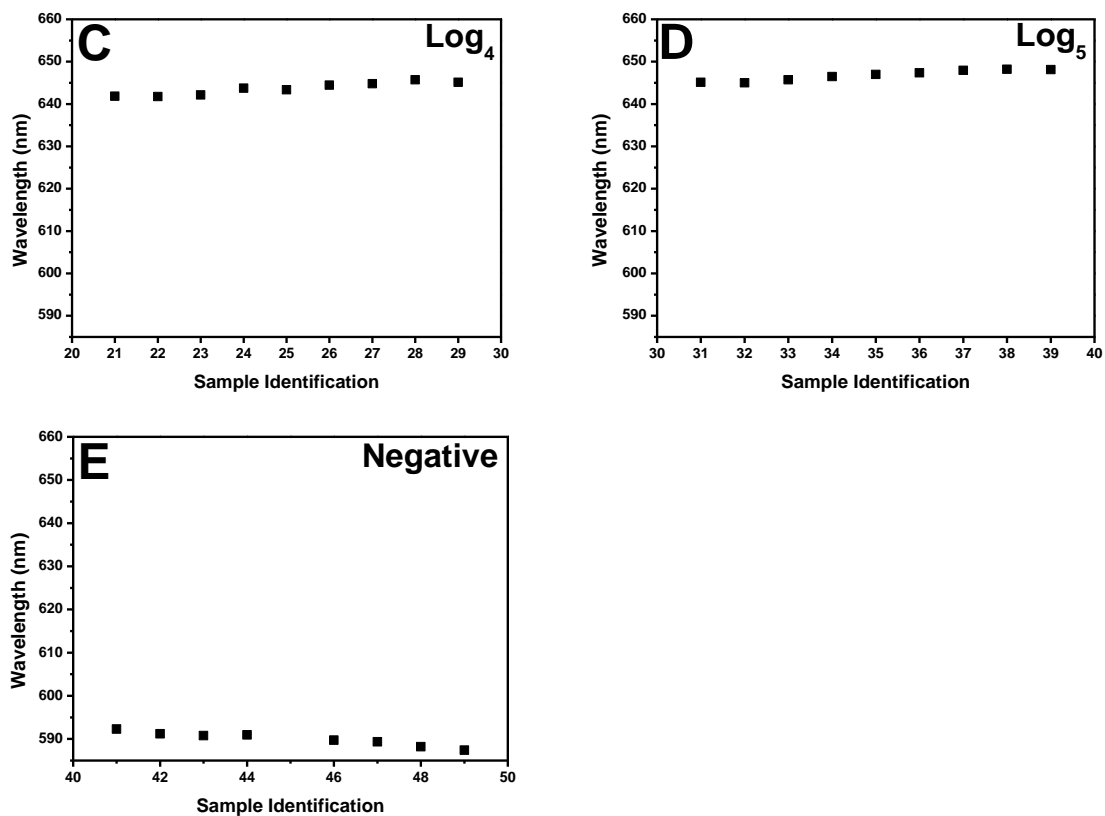 C
Log4
660
650
640
630
620
610
600
590
Wavelength (nm)
20 21 22 23 24 25 26 27 28 29 30
Sample Identification
D
Log5
660
650
640
630
620
610
600
590
Wavelength (nm)
30 31 32 33 34 35 36 37 38 39 40
Sample Identification
E
Negative
660
650
640
630
620
610
600
590
Wavelength (nm)
40 42 44 46 48 50
Sample Identification